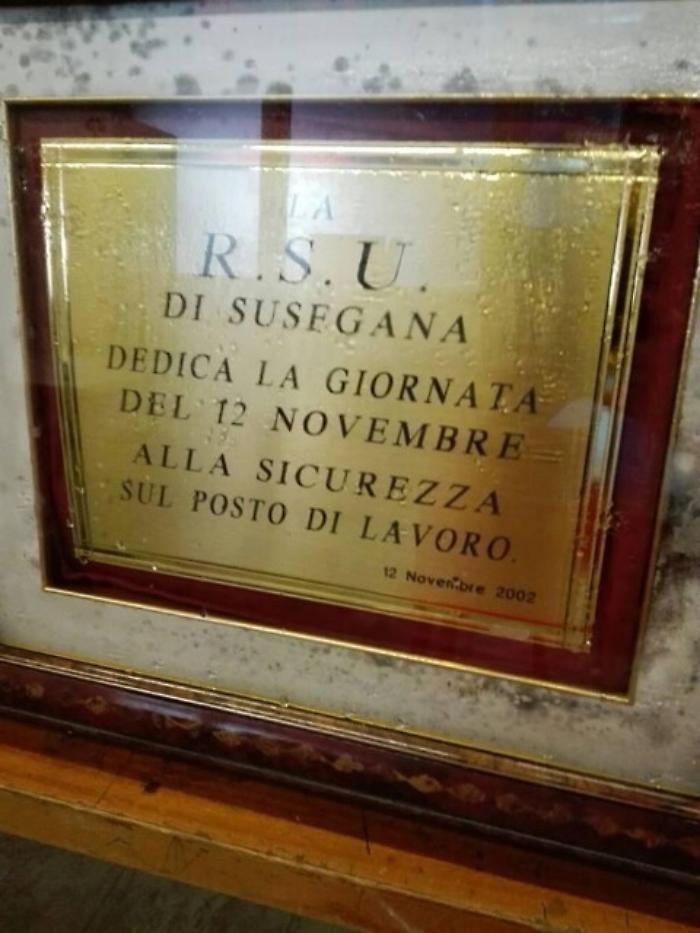 LA
R.S.U.
DI SUSEGANA
DEDICA LA GIORNATA
DEL 12 NOVEMBRE
ALLA SICUREZZA
SUL POSTO DI LAVORO.
12 Novembre 2002